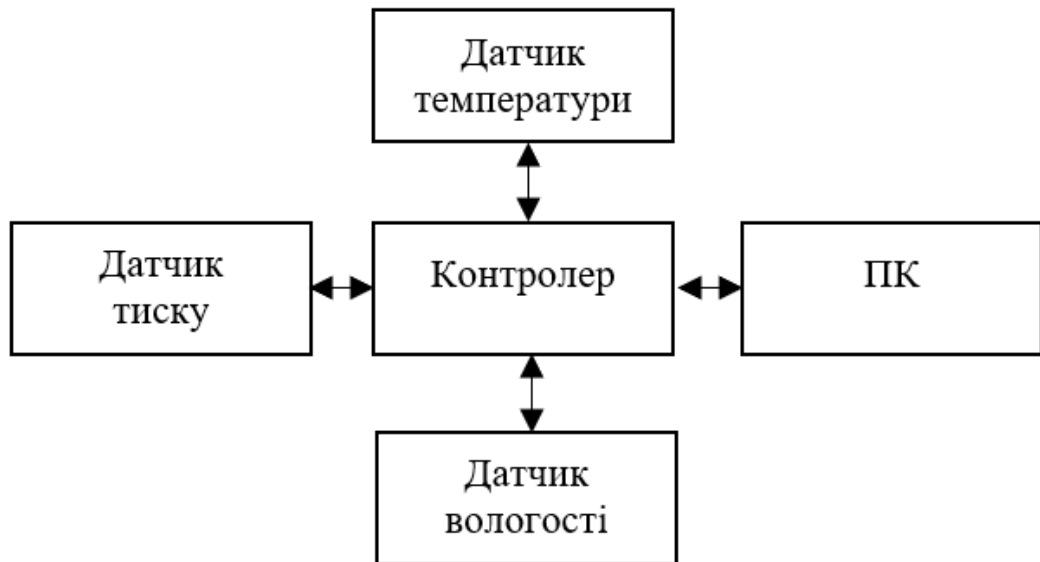 Датчик
температури
Датчик
тиску
Контролер
ПК
Датчик
вологості